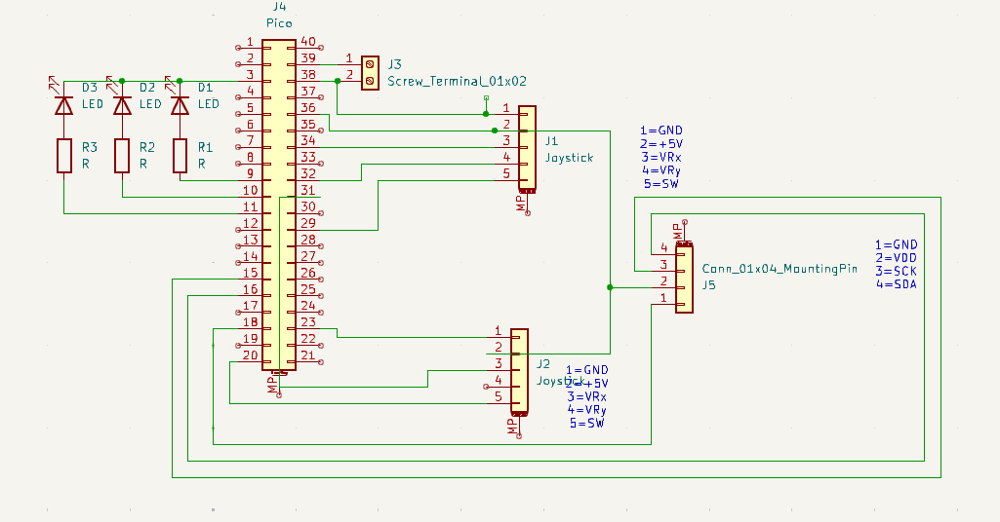 J4
Pico
1 40
2 39
3 38
4 37
5 36
6 35
7 34
8 33
9 32
10 31
11 30
12 29
13 28
14 27
15 26
16 25
17 24
18 23
19 22
20 21
MP
D3
LED
D2
LED
D1
LED
R3
R
R2
R
R1
R
1
2
J3
Screw_Terminal_01x02
1
2
3
4
5
MP
J1
Joystick
1=GND
2=+5V
3=VRx
4=VRy
5=SW
MP
4
3
2
1
Conn_01x04_MountingPin
J5
1=GND
2=VDD
3=SCK
4=SDA
1
2
3
4
5
MP
J2
Joystick
1=GND
2=+5V
3=VRx
4=VRy
5=SW